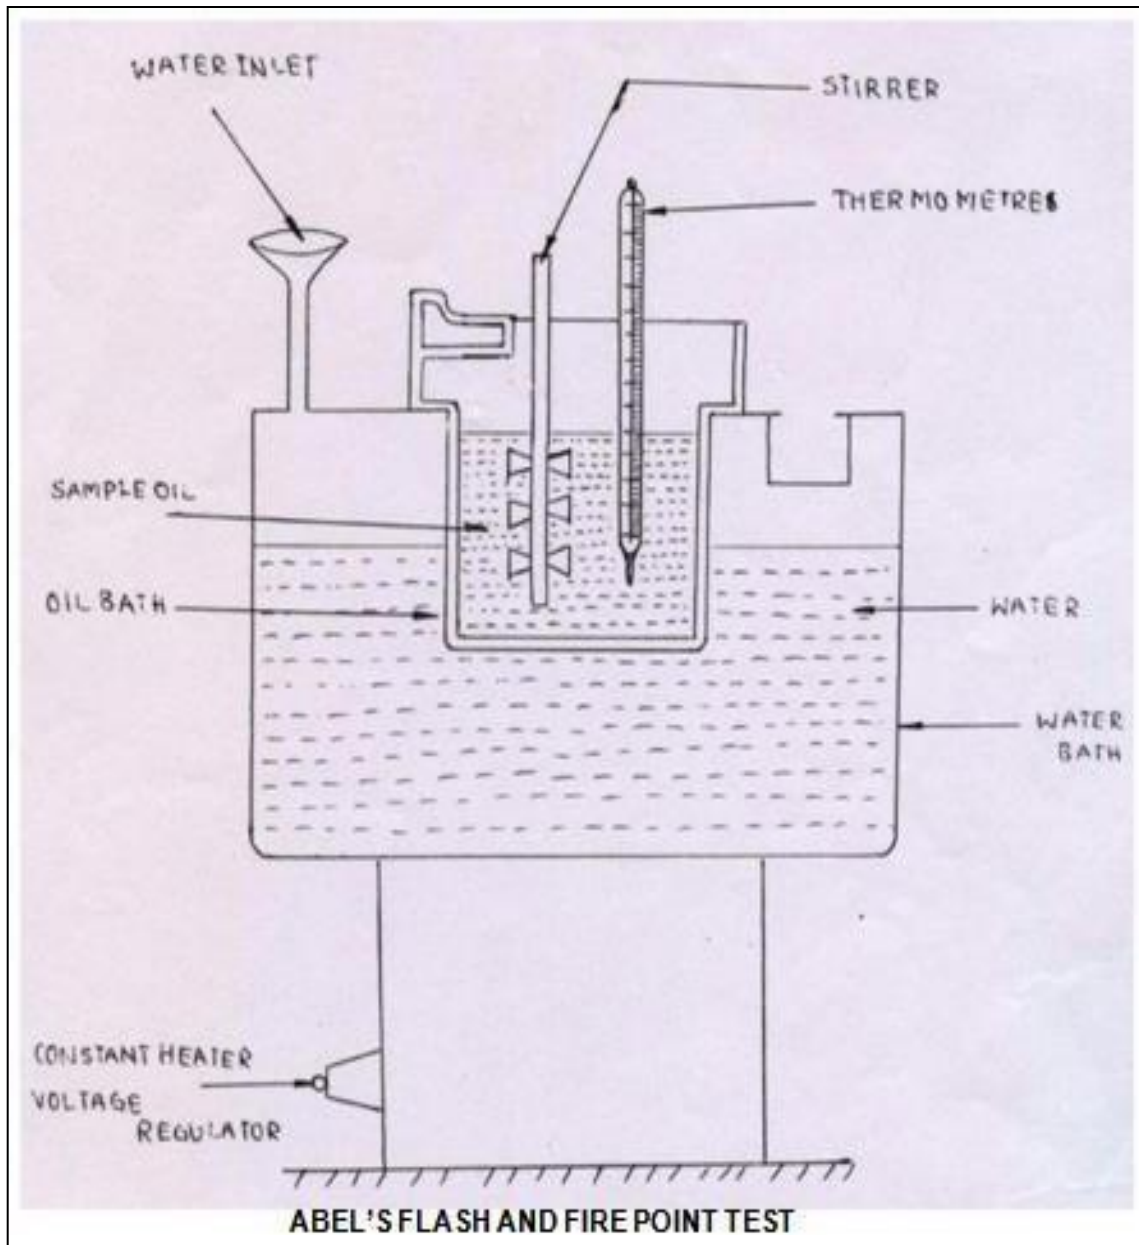 WATER INLET
STIRRER
THERMOMETRES
SAMPLE OIL
OIL BATH
WATER
WATER
BATH
CONSTANT HEATER
VOLTAGE
REGULATOR
ABEL'S FLASH AND FIRE POINT TEST